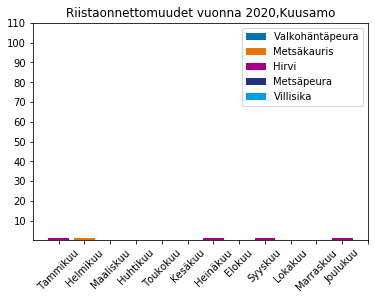 Riistaonnettomuudet vuonna 2020,Kuusamo
110
100
90
80
70
60
50
40
30
20
10
Valkohäntäpeura
Metsäkauris
Hirvi
Metsäpeura
Villisika
Tammikuu
Helmikuu
Maaliskuu
Huhtikuu
Toukokuu
Kesäkuu
Heinäkuu
Elokuu
Syyskuu
Lokakuu
Marraskuu
Joulukuu